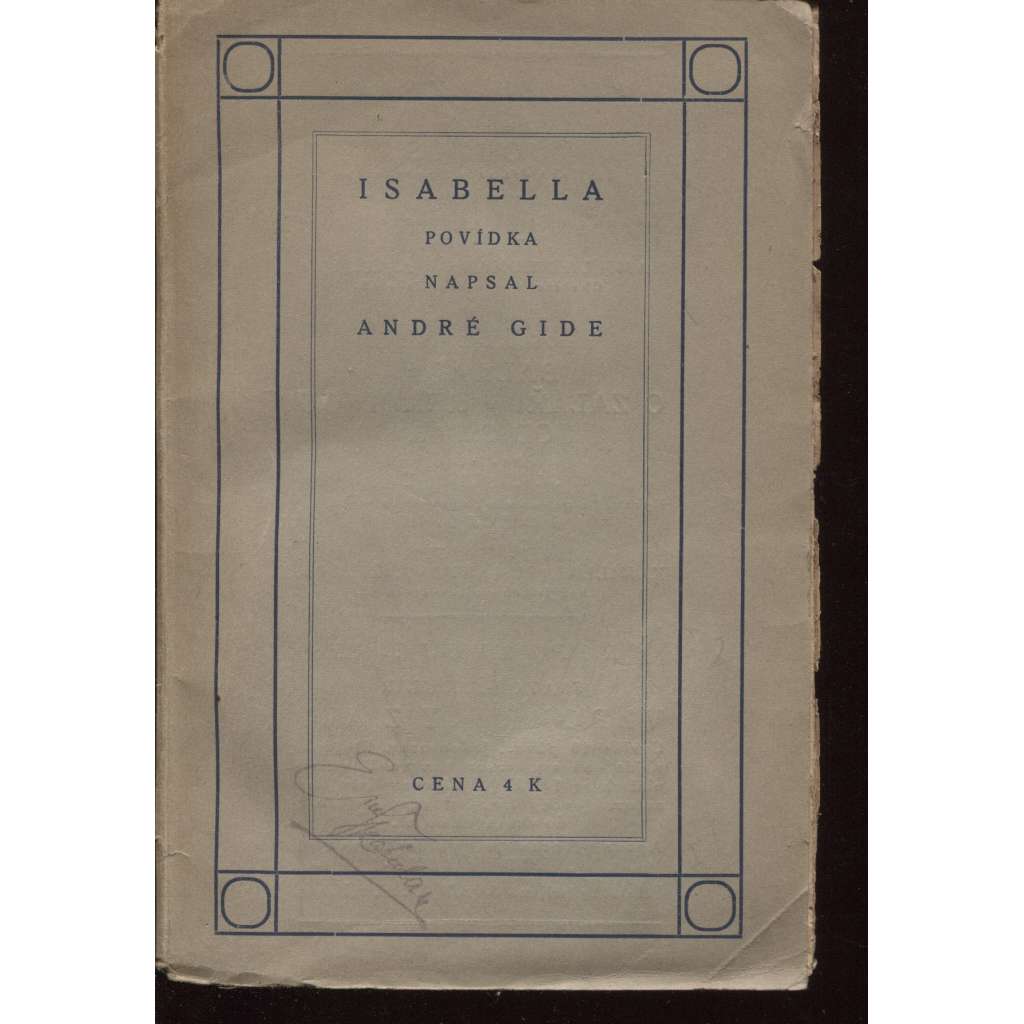 ISABELLA
POVÍDKA
NAPSAL
ANDRÉ GIDE
CENA 4 K